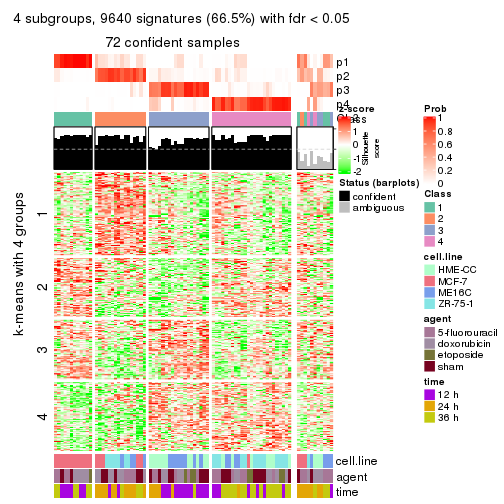 4 subgroups, 9640 signatures (66.5%) with fdr < 0.05
72 confident samples
p1
p2
p3
p4
Class
z-score
2
1
0
-1
-2
Silhouette
score
Prob
1
0.8
0.6
0.4
0.2
0
Status (barplots)
confident
ambiguous
Class
1
2
3
4
cell.line
HME-CC
MCF-7
ME16C
ZR-75-1
agent
5-fluorouracil
doxorubicin
etoposide
sham
time
12 h
24 h
36 h
k-means with 4 groups
1
2
3
4
cell.line
agent
time